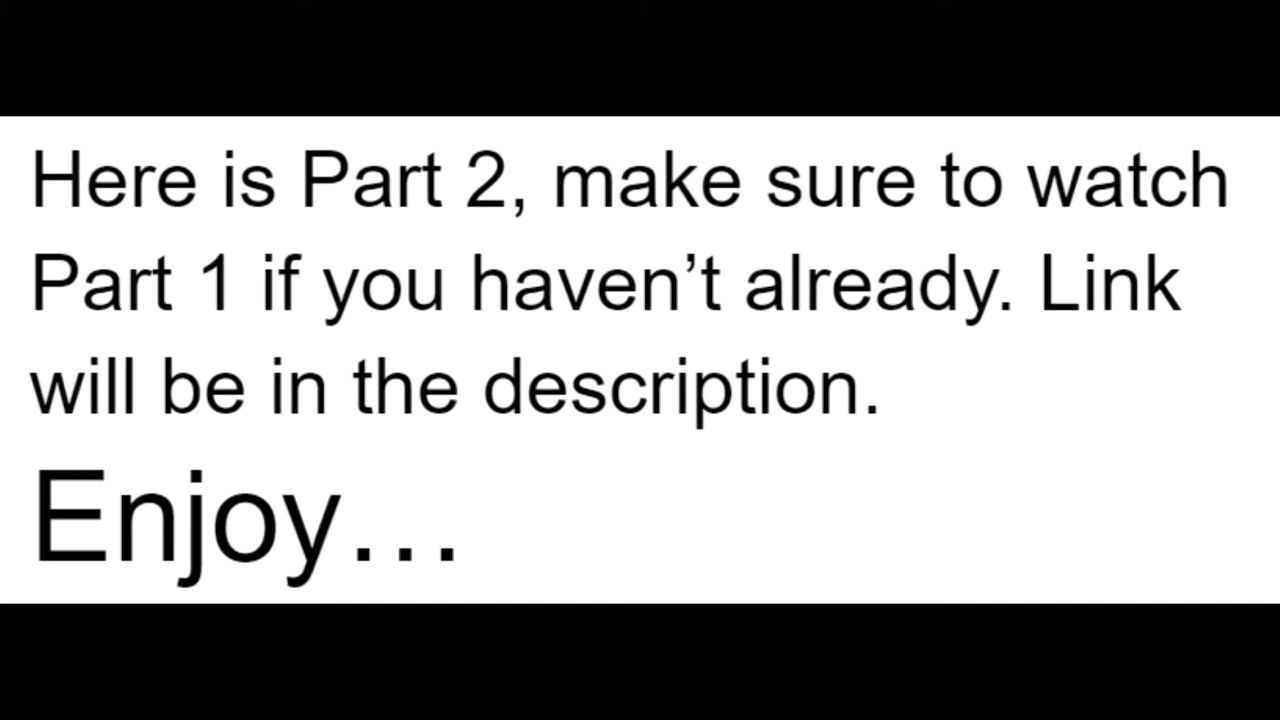 Here is Part 2, make sure to watch
Part 1 if you haven’t already. Link
will be in the description.
Enjoy…